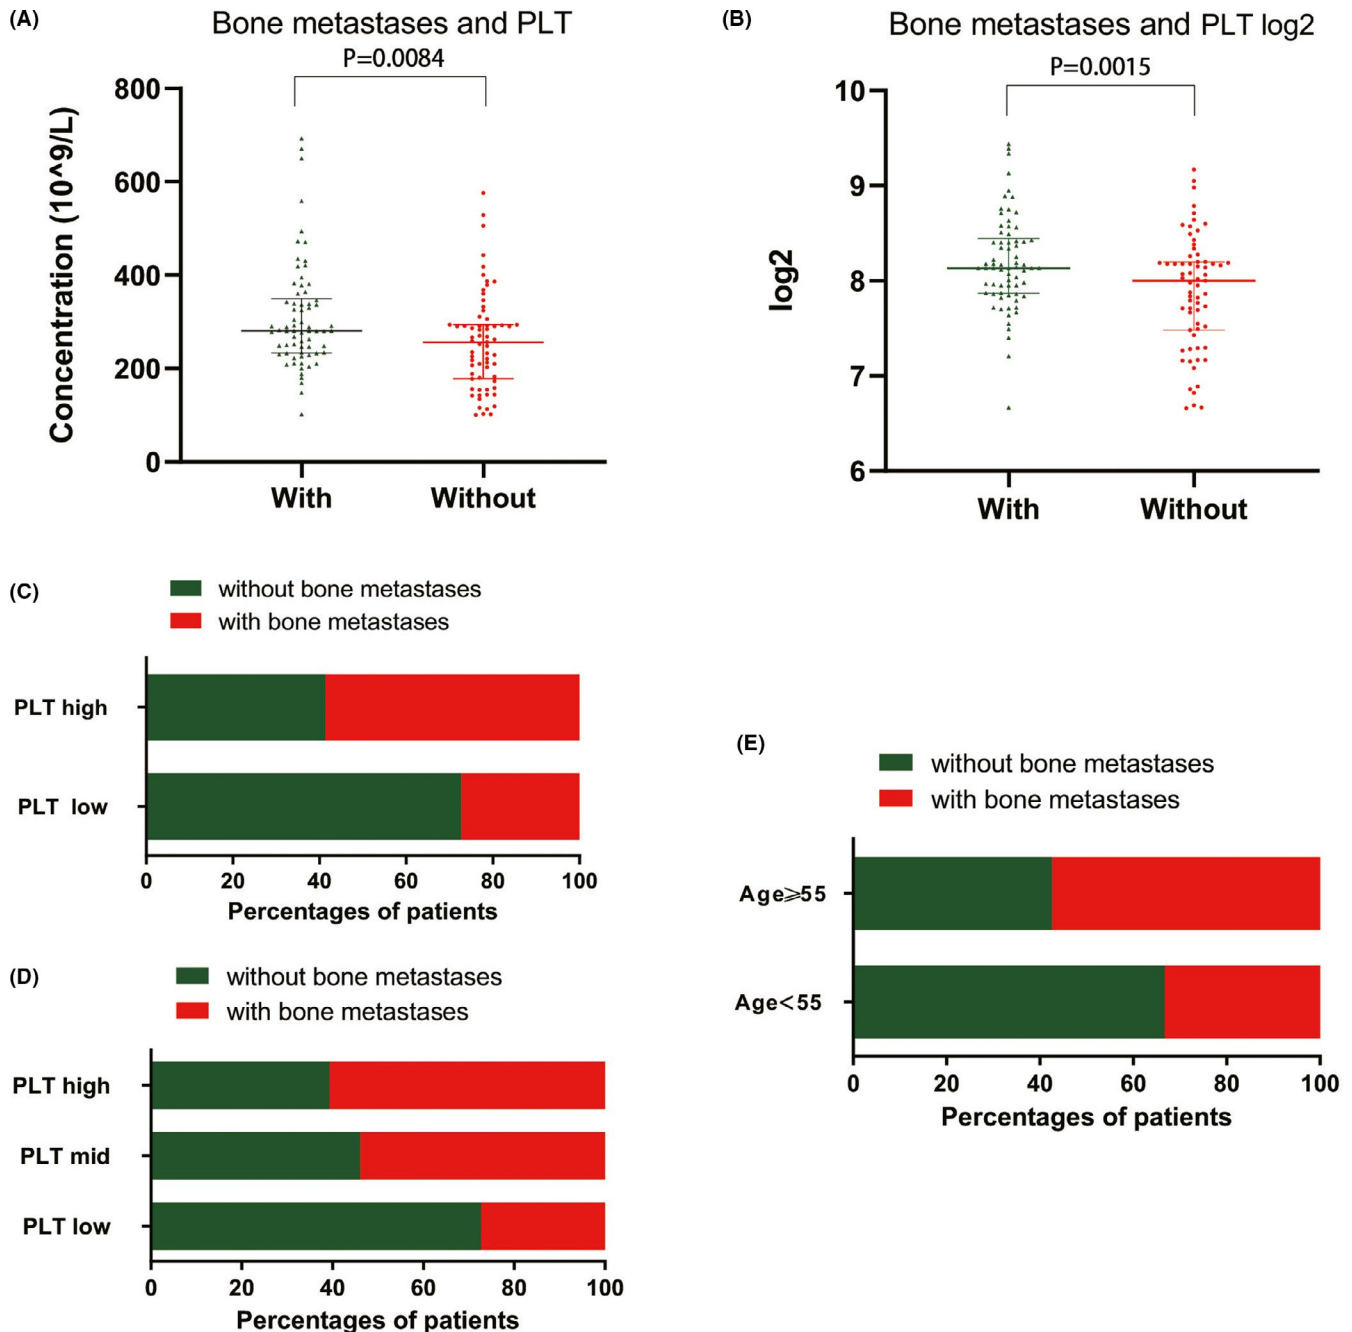 (A)
Bone metastases and PLT
P=0.0084
Concentration (10^9/L)
800
600
400
200
0
With Without
(B)
Bone metastases and PLT log2
P=0.0015
log2
10
9
8
7
6
With Without
(C)
without bone metastases
with bone metastases
PLT high
PLT low
0 20 40 60 80 100
Percentages of patients
(D)
without bone metastases
with bone metastases
PLT high
PLT mid
PLT low
0 20 40 60 80 100
Percentages of patients
(E)
without bone metastases
with bone metastases
Age⩾55
Age<55
0 20 40 60 80 100
Percentages of patients